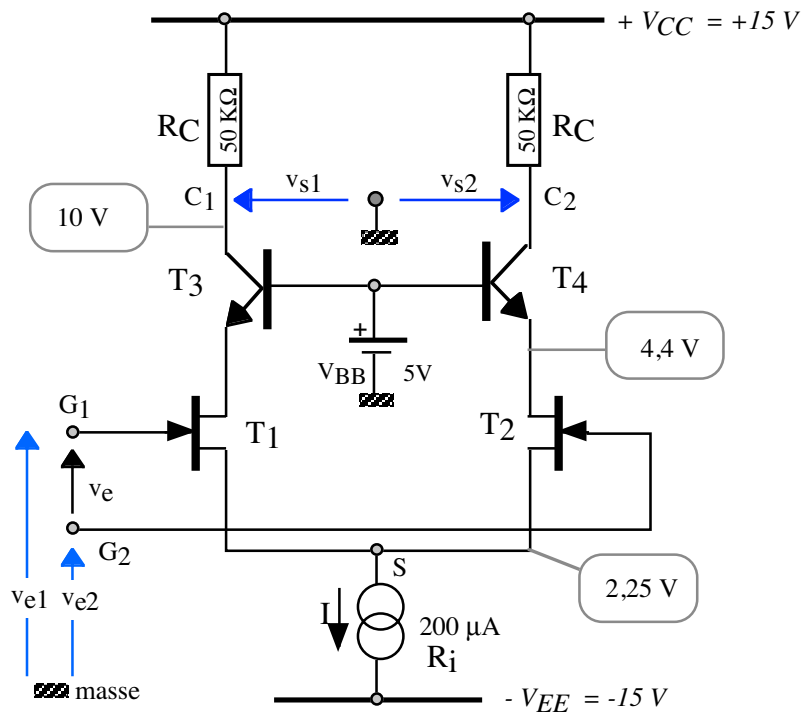 + VCC = +15 V
RC
50 KΩ
50 KΩ
RC
C1
vs1
vs2
C2
10 V
T3
T4
+
VBB
5V
4,4 V
G1
T1
T2
ve
G2
S
ve1
ve2
I
200 µA
Ri
2,25 V
masse
- VEE = -15 V